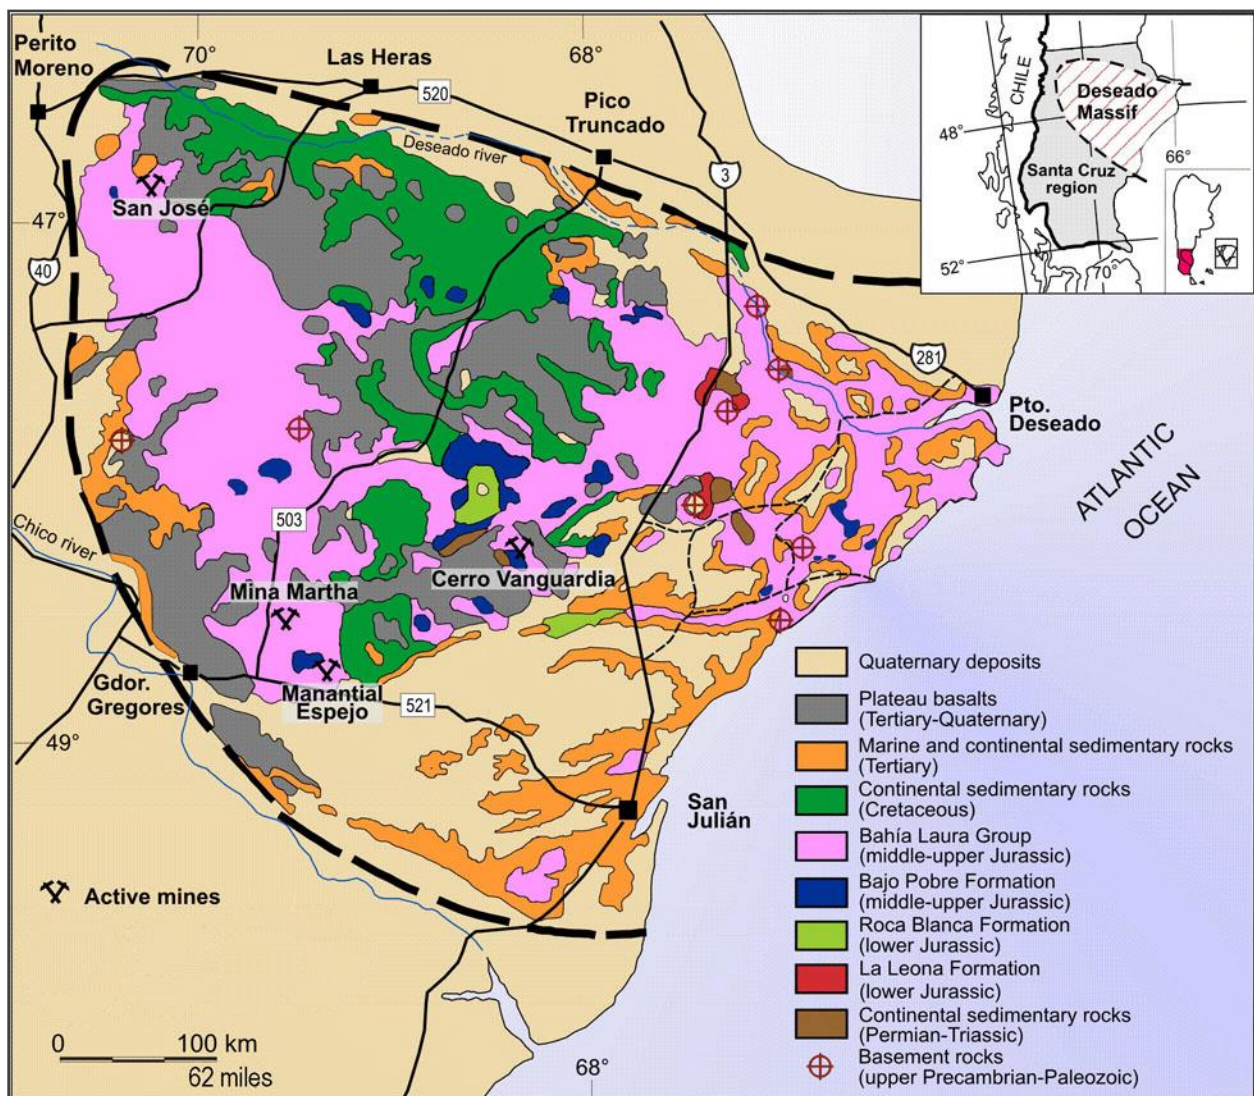 Perito
Moreno
70°
Las Heras
68°
520
Pico
Truncado
Deseado river
3
San José
47°
40
281
Pto.
Deseado
ATLANTIC
OCEAN
Chico river
503
Cerro Vanguardia
Mina Martha
Gdor.
Gregores
Manantial
Espejo
521
49°
San
Julián
Active mines
0 100 km
62 miles
68°
CHILE
Deseado
Massif
48°
66°
Santa Cruz
region
52°
70°
Quaternary deposits
Plateau basalts
(Tertiary-Quaternary)
Marine and continental sedimentary rocks
(Tertiary)
Continental sedimentary rocks
(Cretaceous)
Bahía Laura Group
(middle-upper Jurassic)
Bajo Pobre Formation
(middle-upper Jurassic)
Roca Blanca Formation
(lower Jurassic)
La Leona Formation
(lower Jurassic)
Continental sedimentary rocks
(Permian-Triassic)
Basement rocks
(upper Precambrian-Paleozoic)